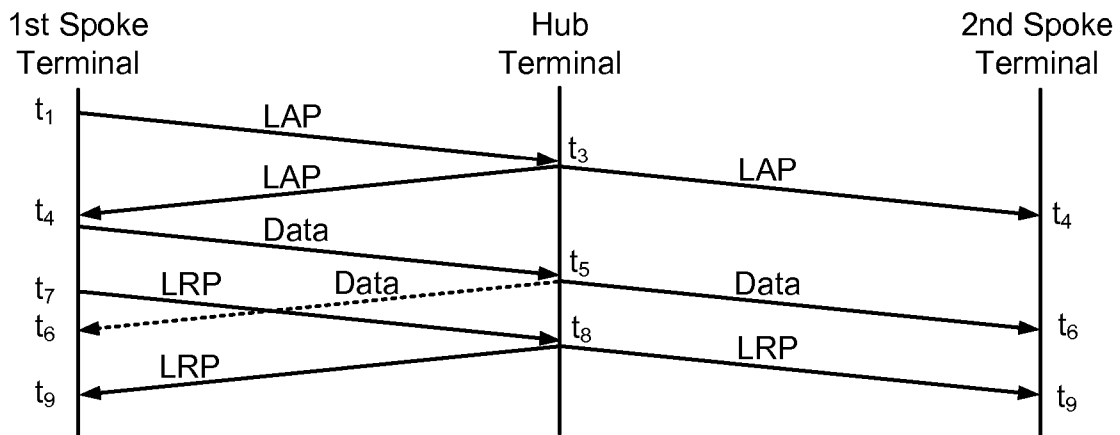 1st Spoke Terminal
Hub Terminal
2nd Spoke Terminal
t1
LAP
t3
LAP
LAP
t4
t4
Data
t5
Data
Data
t7
LRP
t6
t6
t8
LRP
LRP
t9
t9